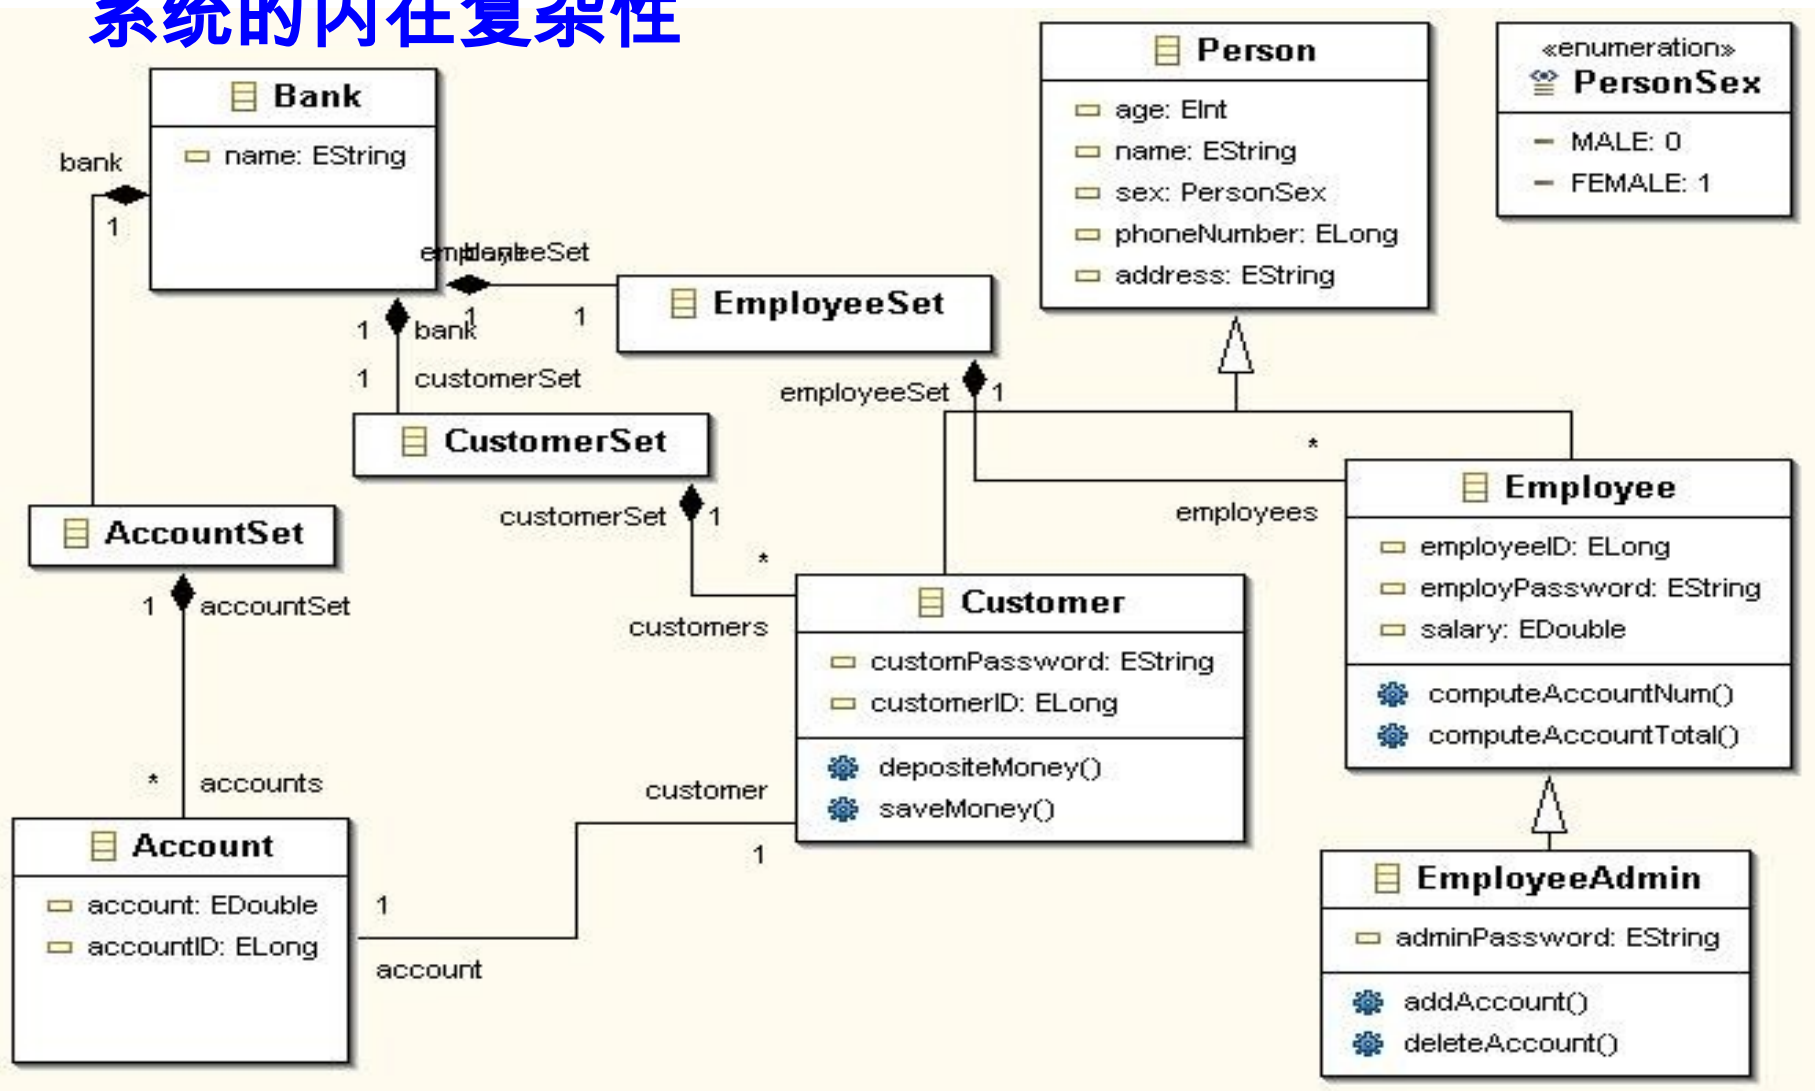 系统的内在复杂性
Bank
name: EString
bank
1
employeeSet
bank
1
1
1
bank
1
customerSet
EmployeeSet
employeeSet
1
CustomerSet
customerSet
1
*
customers
AccountSet
1
accountSet
*
accounts
Account
account: EDouble
accountID: ELong
1
account
customer
1
Person
age: EInt
name: EString
sex: PersonSex
phoneNumber: ELong
address: EString
«enumeration»
PersonSex
MALE: 0
FEMALE: 1
*
employees
Customer
customPassword: EString
customerID: ELong
depositeMoney()
saveMoney()
Employee
employeeID: ELong
employPassword: EString
salary: EDouble
computeAccountNum()
computeAccountTotal()
EmployeeAdmin
adminPassword: EString
addAccount()
deleteAccount()